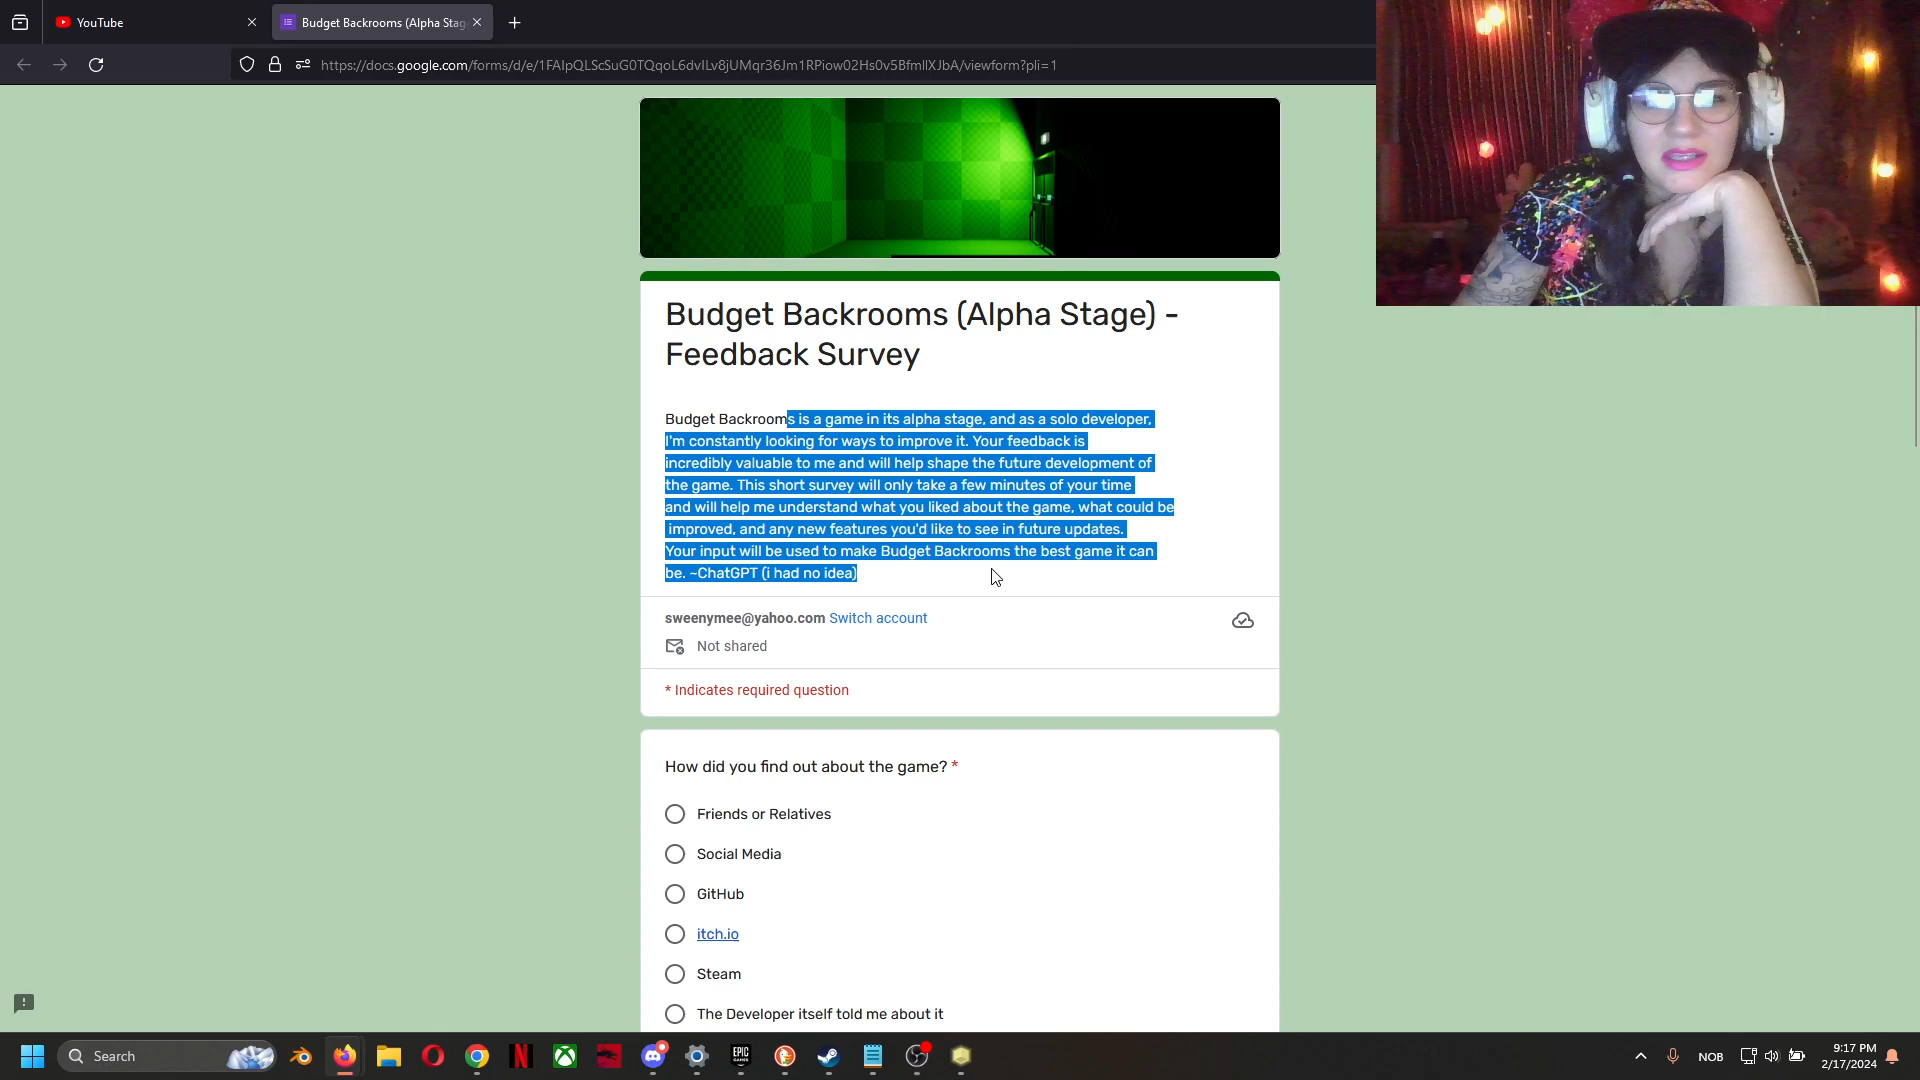 YouTube
Budget Backrooms (Alpha Stag
https://docs.google.com/forms/d/e/1FAIpQLScSuG0TQqoL6dvILv8jUMqr36Jm1RPiow02Hs0v5BfmlIXJbA/viewform?pli=1
Budget Backrooms (Alpha Stage) -
Feedback Survey
Budget Backrooms is a game in its alpha stage, and as a solo developer,
I'm constantly looking for ways to improve it. Your feedback is
incredibly valuable to me and will help shape the future development of
the game. This short survey will only take a few minutes of your time
and will help me understand what you liked about the game, what could be
improved, and any new features you'd like to see in future updates.
Your input will be used to make Budget Backrooms the best game it can
be. ~ChatGPT (i had no idea)
sweenymee@yahoo.com Switch account
Not shared
* Indicates required question
How did you find out about the game? *
Friends or Relatives
Social Media
GitHub
itch.io
Steam
The Developer itself told me about it
Search
EPIC GAMES
NOB
9:17 PM
2/17/2024